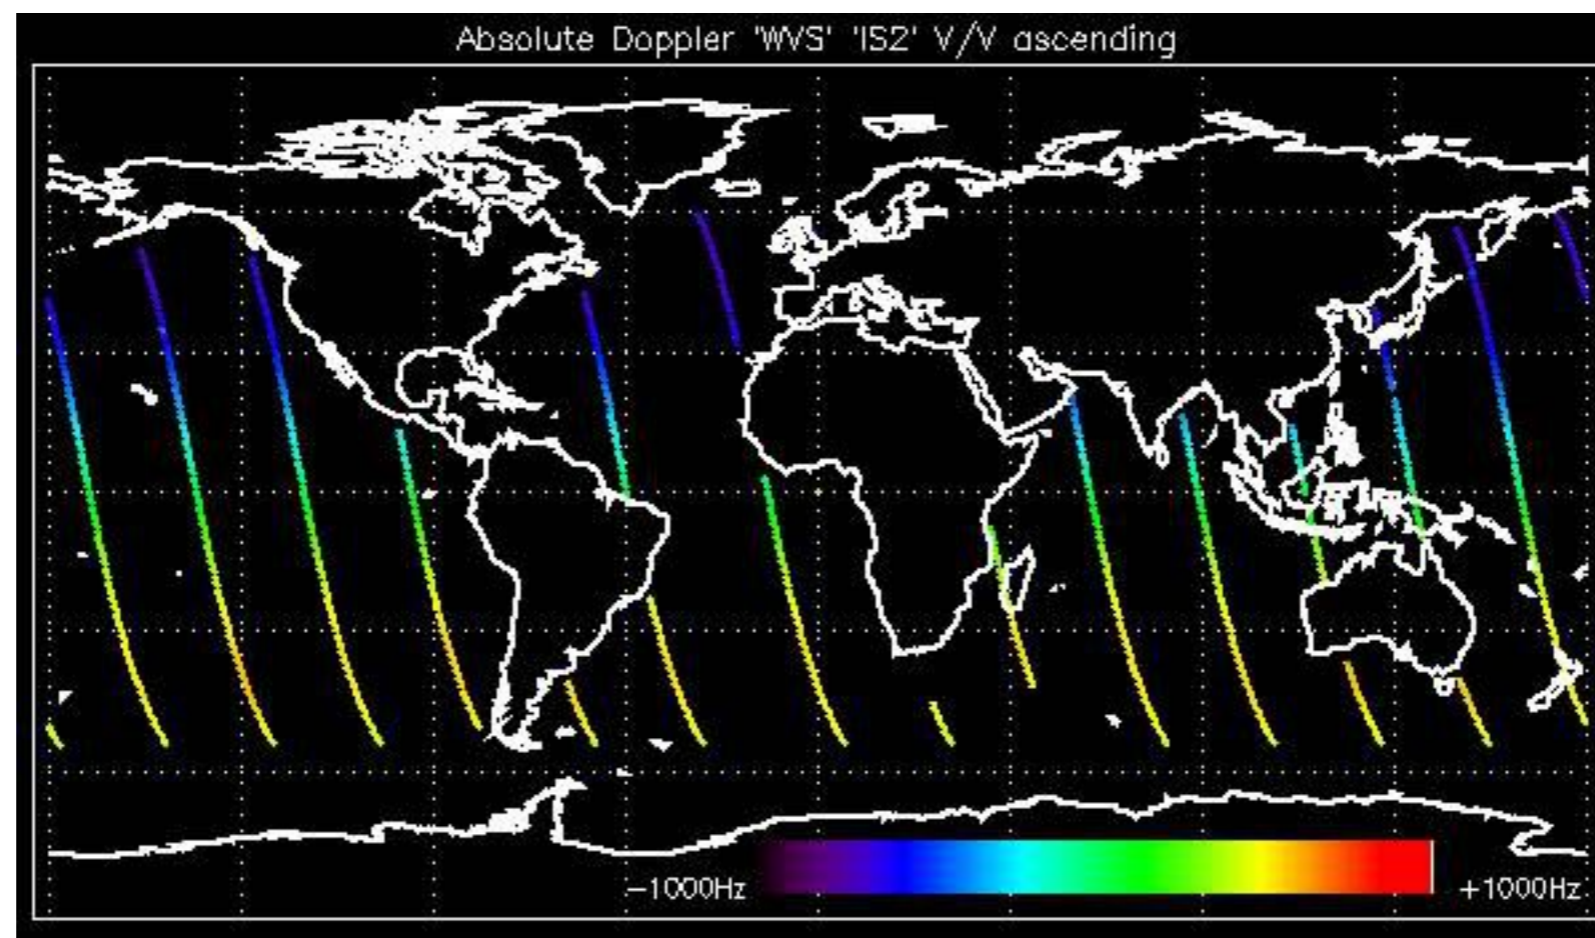 Absolute Doppler 'WVS' 'IS2' V/V ascending
−1000Hz +1000Hz